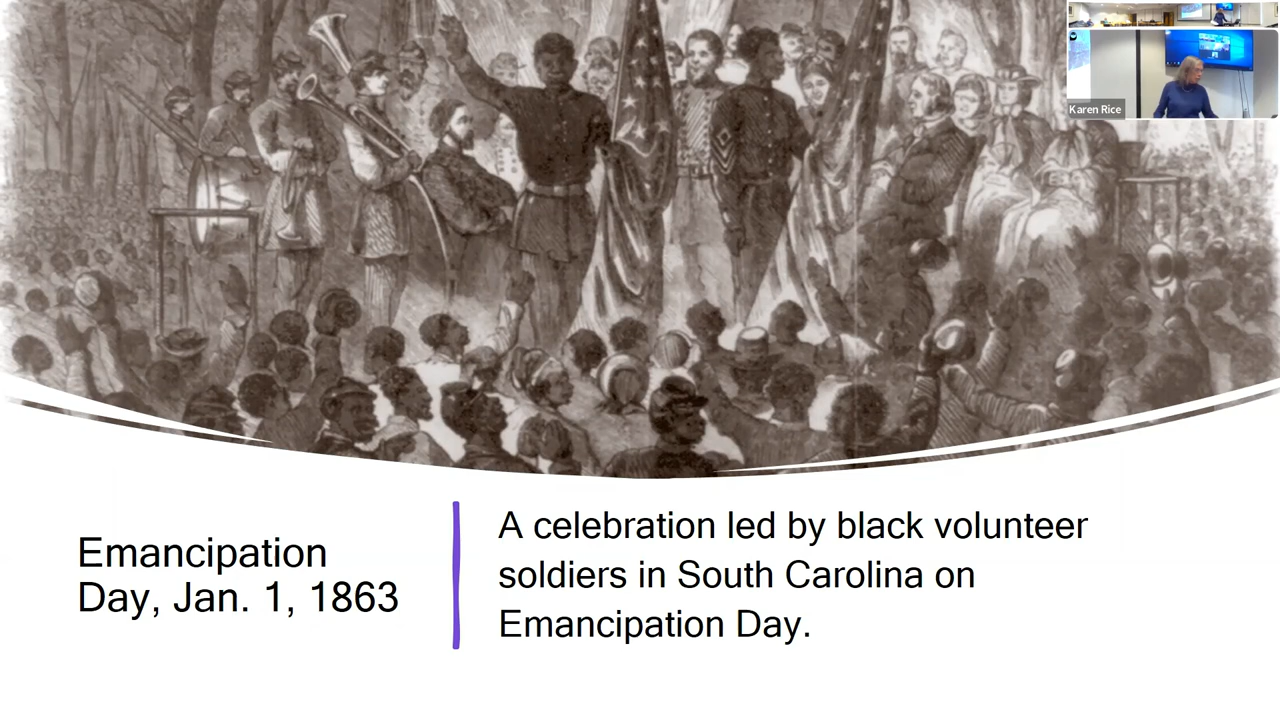 Karen Rice
Emancipation
Day, Jan. 1, 1863
A celebration led by black volunteer
soldiers in South Carolina on
Emancipation Day.